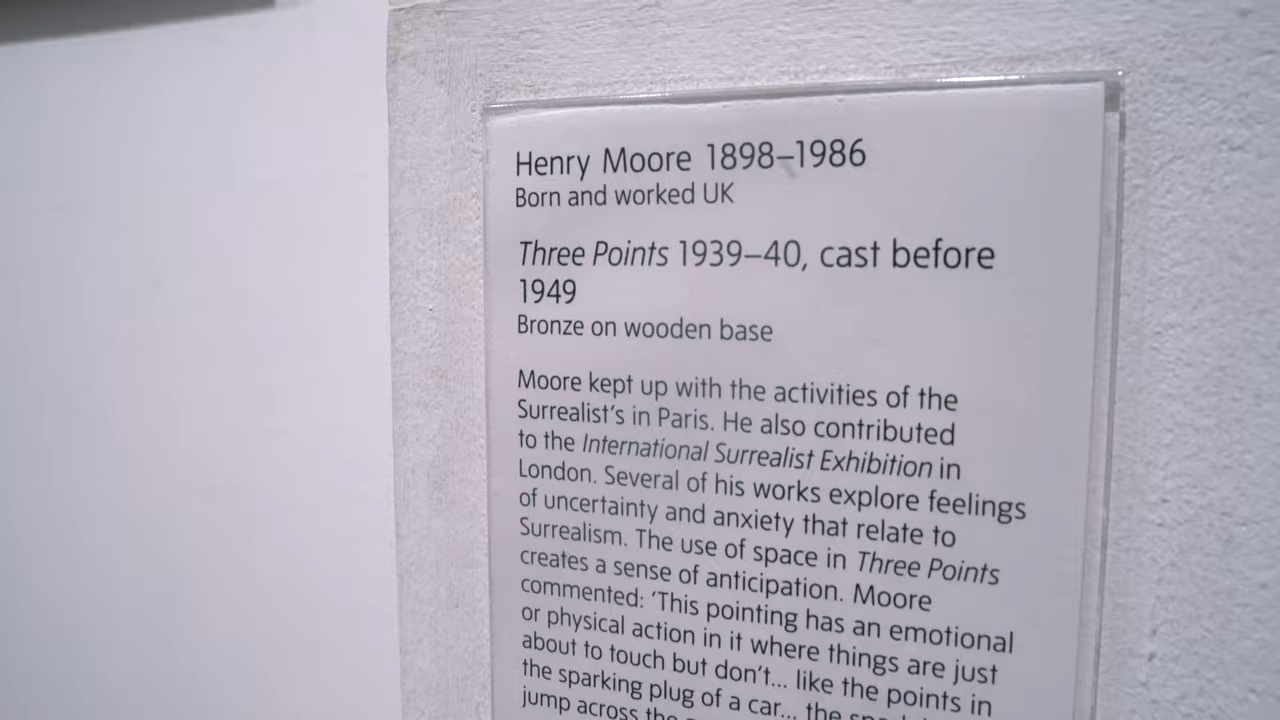 Henry Moore 1898–1986
Born and worked UK
Three Points 1939–40, cast before
1949
Bronze on wooden base
Moore kept up with the activities of the
Surrealist's in Paris. He also contributed
to the International Surrealist Exhibition in
London. Several of his works explore feelings
of uncertainty and anxiety that relate to
Surrealism. The use of space in Three Points
creates a sense of anticipation. Moore
commented: 'This pointing has an emotional
or physical action in it where things are just
about to touch but don't... like the points in
the sparking plug of a car... the
jump across the